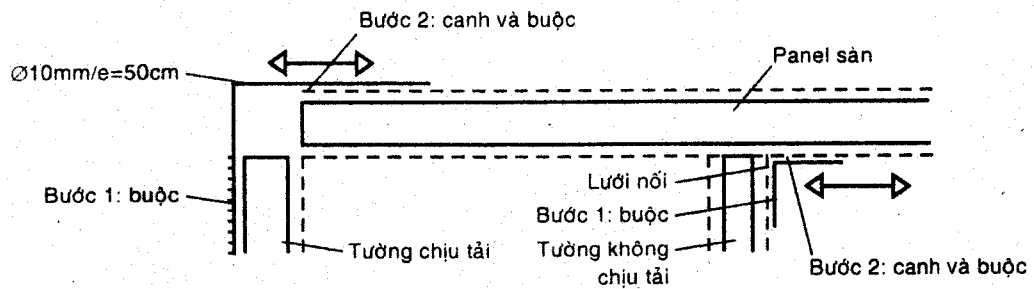 Bước 2: canh và buộc
Ø10mm/e=50cm
Panel sàn
Bước 1: buộc
Lưới nối
Bước 1: buộc
Tường chịu tải
Tường không
chịu tải
Bước 2: canh và buộc